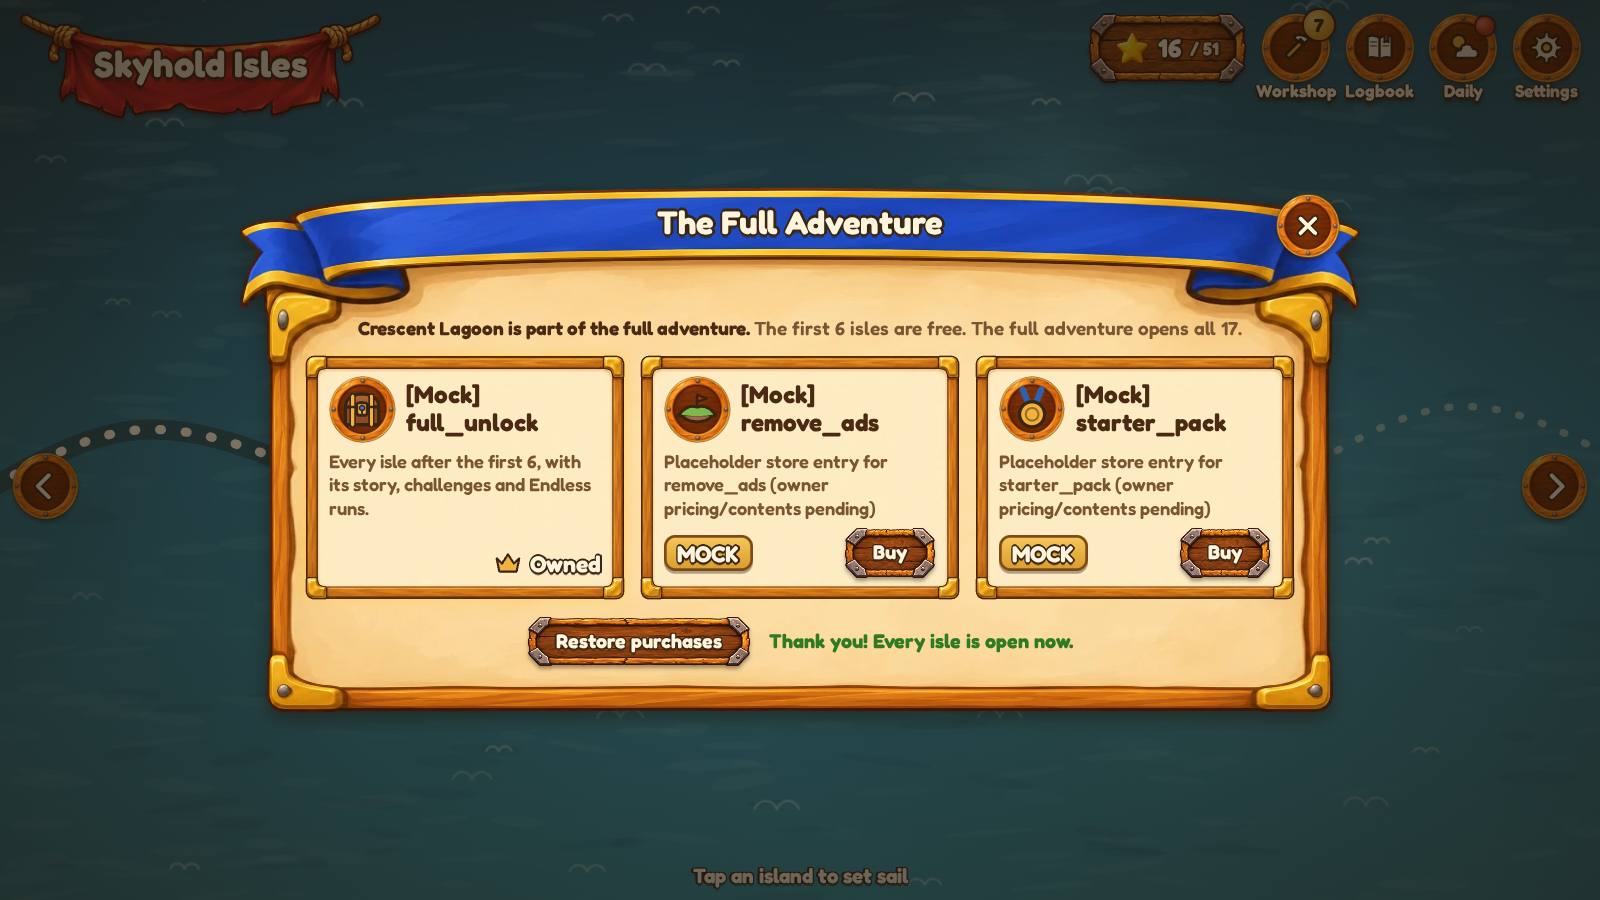 Skyhold Isles
16 / 51
7
Workshop
Logbook
Daily
Settings
The Full Adventure
Crescent Lagoon is part of the full adventure. The first 6 isles are free. The full adventure opens all 17.
[Mock]
full_unlock
Every isle after the first 6, with
its story, challenges and Endless
runs.
Owned
[Mock]
remove_ads
Placeholder store entry for
remove_ads (owner
pricing/contents pending)
MOCK
Buy
[Mock]
starter_pack
Placeholder store entry for
starter_pack (owner
pricing/contents pending)
MOCK
Buy
Restore purchases
Thank you! Every isle is open now.
Tap an island to set sail